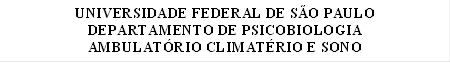 UNIVERSIDADE FEDERAL DE SÃO PAULO
DEPARTAMENTO DE PSICOBIOLOGIA
AMBULATÓRIO CLIMATÉRIO E SONO